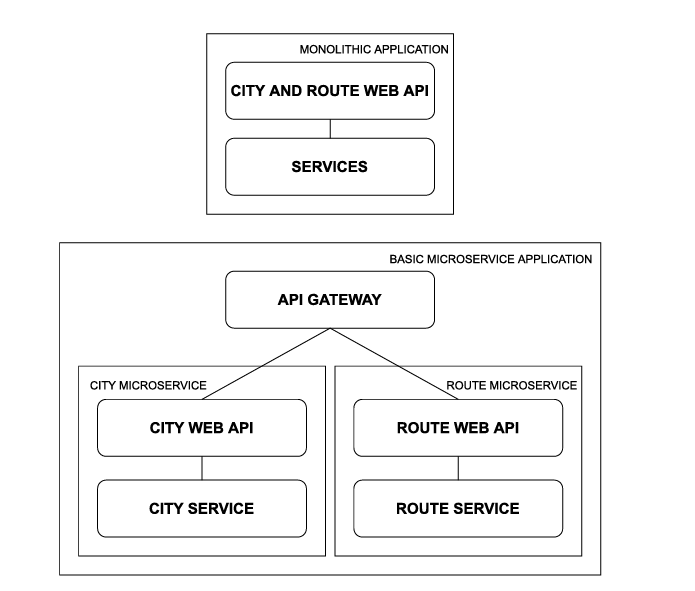 MONOLITHIC APPLICATION
CITY AND ROUTE WEB API
SERVICES
BASIC MICROSERVICE APPLICATION
API GATEWAY
CITY MICROSERVICE
ROUTE MICROSERVICE
CITY WEB API
ROUTE WEB API
CITY SERVICE
ROUTE SERVICE